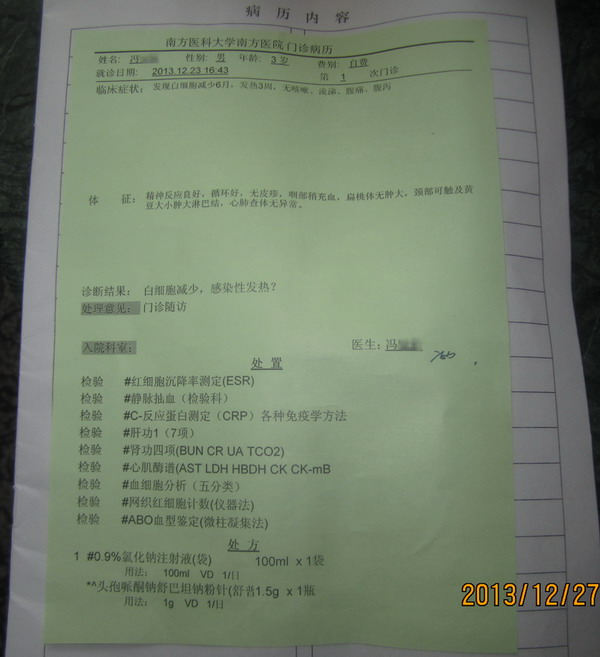 病历内容
南方医科大学南方医院门诊病历
姓名: 冯 性别: 男 年龄: 3岁 费别: 自费
就诊日期: 2013.12.23 16:43 第 1 次门诊
临床症状: 发现白细胞减少6月，发热3周，无咳嗽、流涕、腹痛、腹泻
体 征: 精神反应良好，循环好，无皮疹，咽部稍充血，扁桃体无肿大，颈部可触及黄
豆大小肿大淋巴结，心肺查体无异常。
诊断结果: 白细胞减少，感染性发热？
处理意见: 门诊随访
入院科室: 医生: 冯
处 置
检验 #红细胞沉降率测定(ESR)
检验 #静脉抽血（检验科）
检验 #C-反应蛋白测定（CRP）各种免疫学方法
检验 #肝功1（7项）
检验 #肾功四项(BUN CR UA TCO2)
检验 #心肌酶谱(AST LDH HBDH CK CK-mB
检验 #血细胞分析（五分类）
检验 #网织红细胞计数(仪器法)
检验 #ABO血型鉴定(微柱凝集法)
处 方
1 #0.9%氯化钠注射液(袋) 100ml x 1袋
用法: 100ml VD 1/日
*^头孢哌酮钠舒巴坦钠粉针(舒普1.5g x 1瓶
用法: 1g VD 1/日
2013/12/27